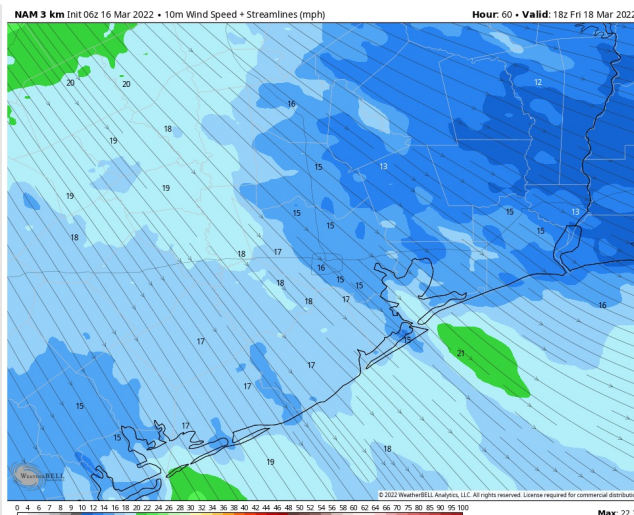 NAM 3 km Init 06z 16 Mar 2022 • 10m Wind Speed + Streamlines (mph) Hour: 60 • Valid: 18z Fri 18 Mar 2022
20 20 12
16
19 18
15 13
19 19
15 15 13
18 15 15
18 17
16 15
18 15
18 17 16
17 15
21
17
17
15
15 17
18
19
WEATHERBELL
© 2022 WeatherBELL Analytics, LLC. All rights reserved. License required for commercial distributio
0 4 6 7 8 9 10 12 14 16 18 20 22 24 26 28 30 32 34 36 38 40 42 44 46 48 50 52 54 56 58 60 65 70 75 80 85 90 95 100
Max: 22.